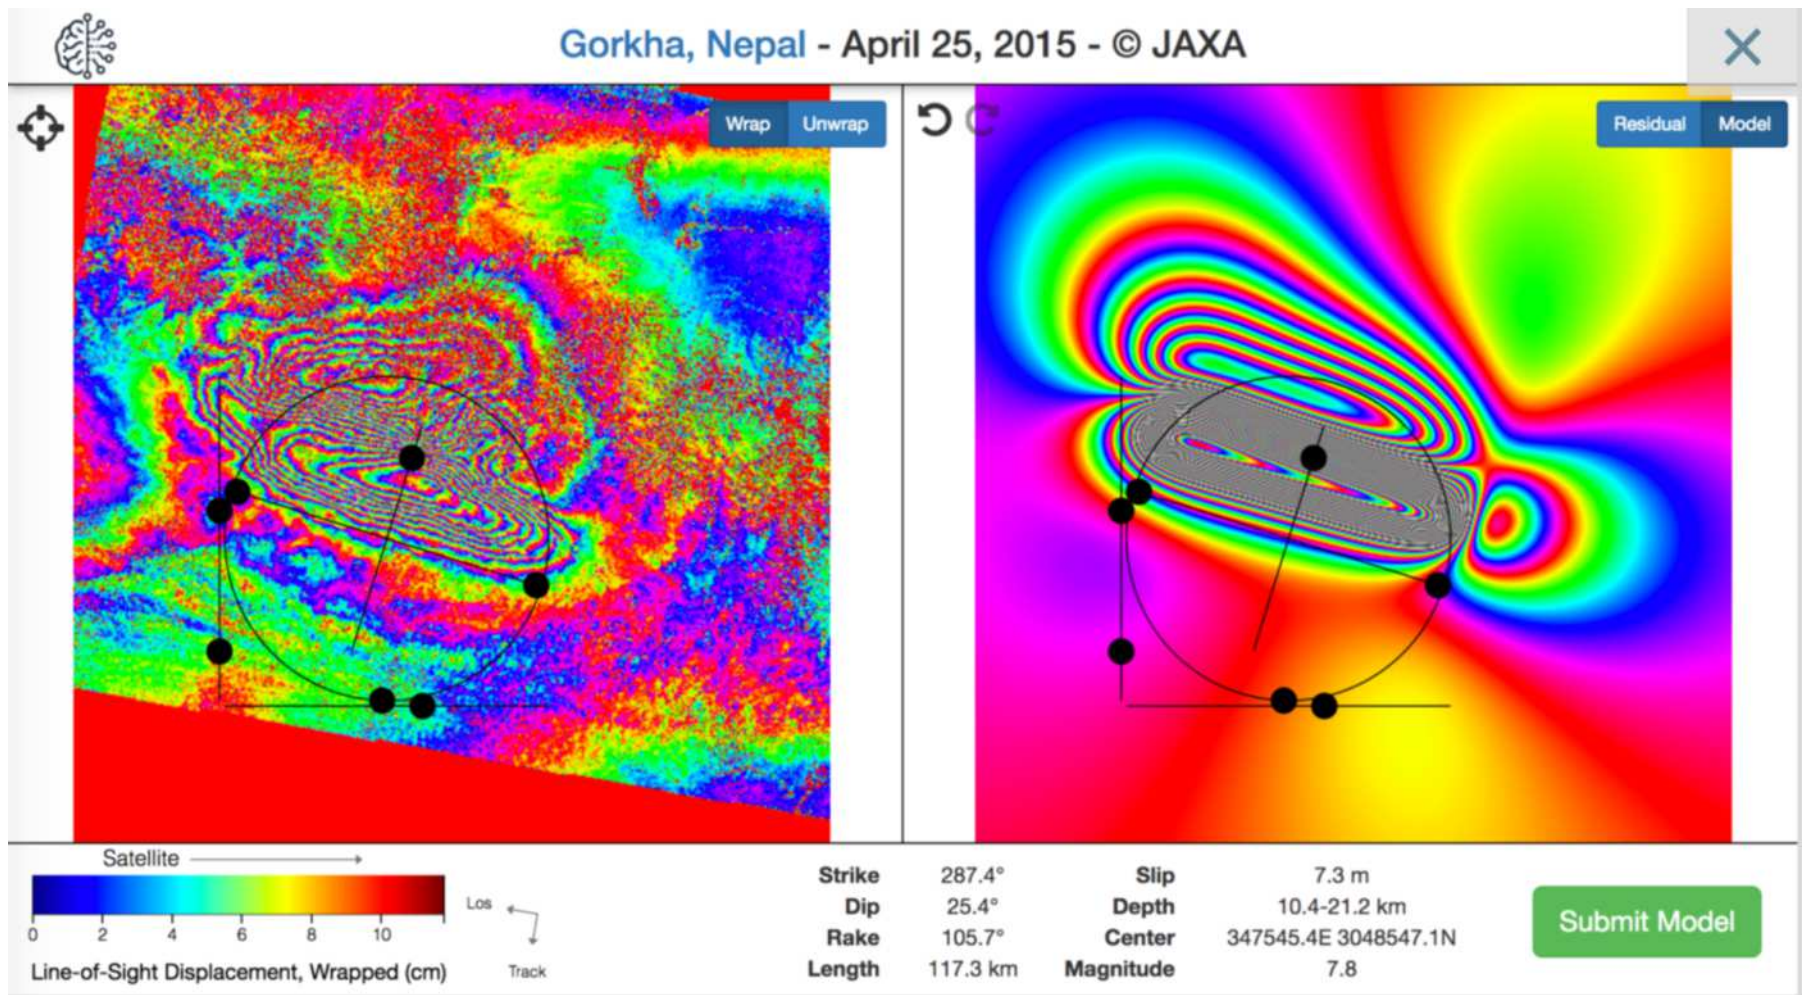 Gorkha, Nepal - April 25, 2015 - © JAXA
Wrap Unwrap
Residual Model
Satellite
0 2 4 6 8 10
Line-of-Sight Displacement, Wrapped (cm)
Los
Track
Strike 287.4° Slip 7.3 m
Dip 25.4° Depth 10.4-21.2 km
Rake 105.7° Center 347545.4E 3048547.1N
Length 117.3 km Magnitude 7.8
Submit Model